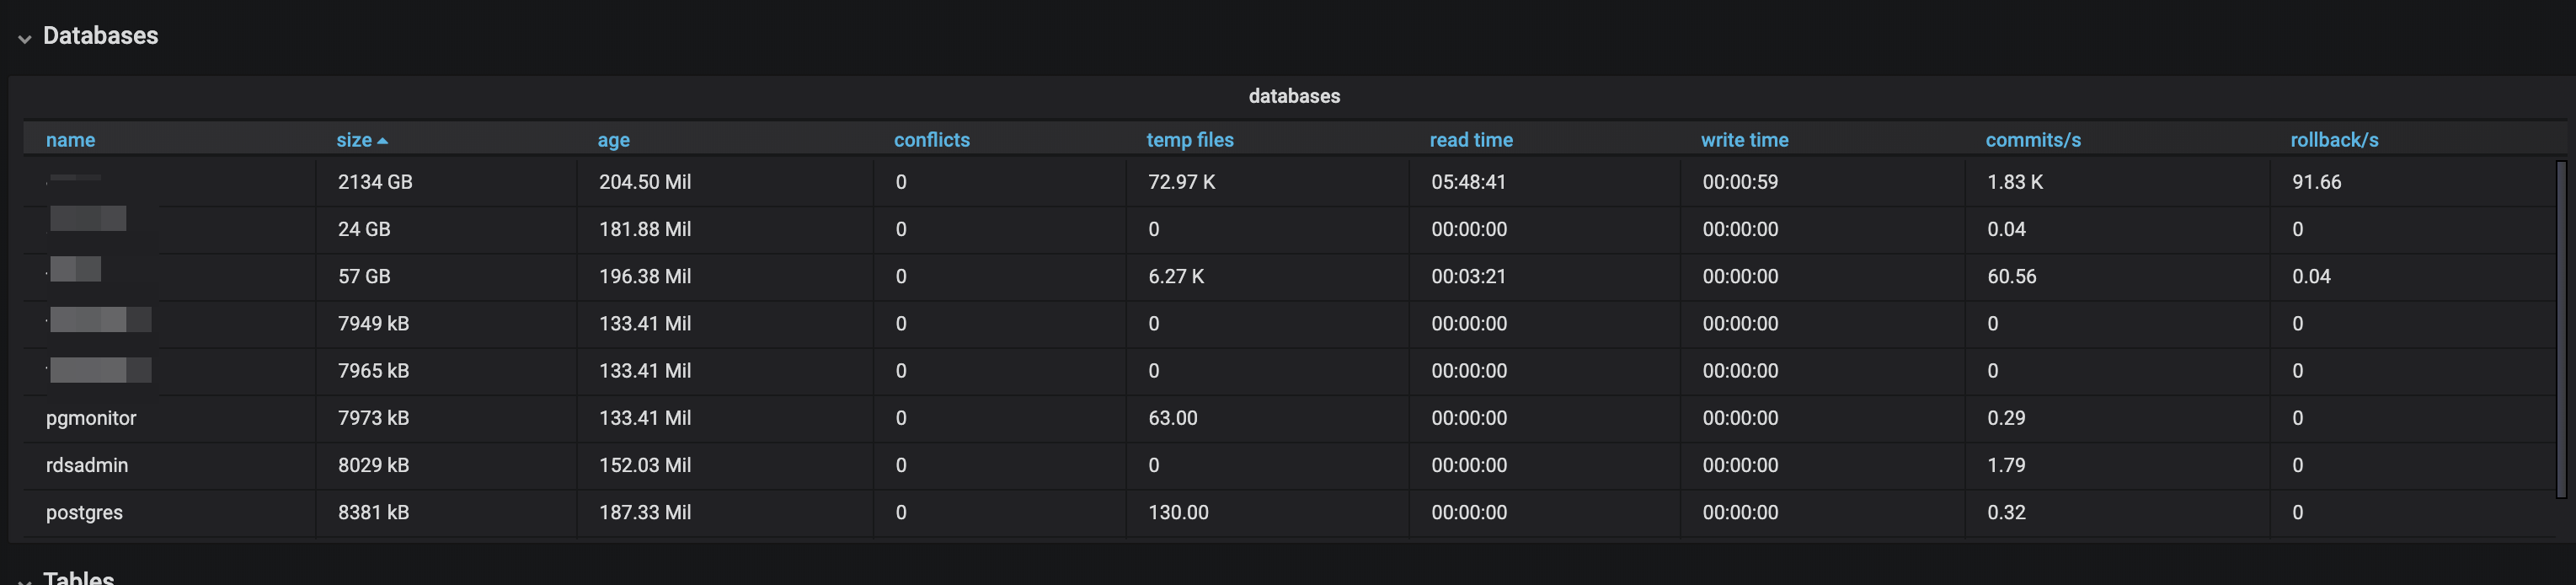 Databases
databases
name size age conflicts temp files read time write time commits/s rollback/s
2134 GB 204.50 Mil 0 72.97 K 05:48:41 00:00:59 1.83 K 91.66
24 GB 181.88 Mil 0 0 00:00:00 00:00:00 0.04 0
57 GB 196.38 Mil 0 6.27 K 00:03:21 00:00:00 60.56 0.04
7949 kB 133.41 Mil 0 0 00:00:00 00:00:00 0 0
7965 kB 133.41 Mil 0 0 00:00:00 00:00:00 0 0
pgmonitor 7973 kB 133.41 Mil 0 63.00 00:00:00 00:00:00 0.29 0
rdsadmin 8029 kB 152.03 Mil 0 0 00:00:00 00:00:00 1.79 0
postgres 8381 kB 187.33 Mil 0 130.00 00:00:00 00:00:00 0.32 0
Tables